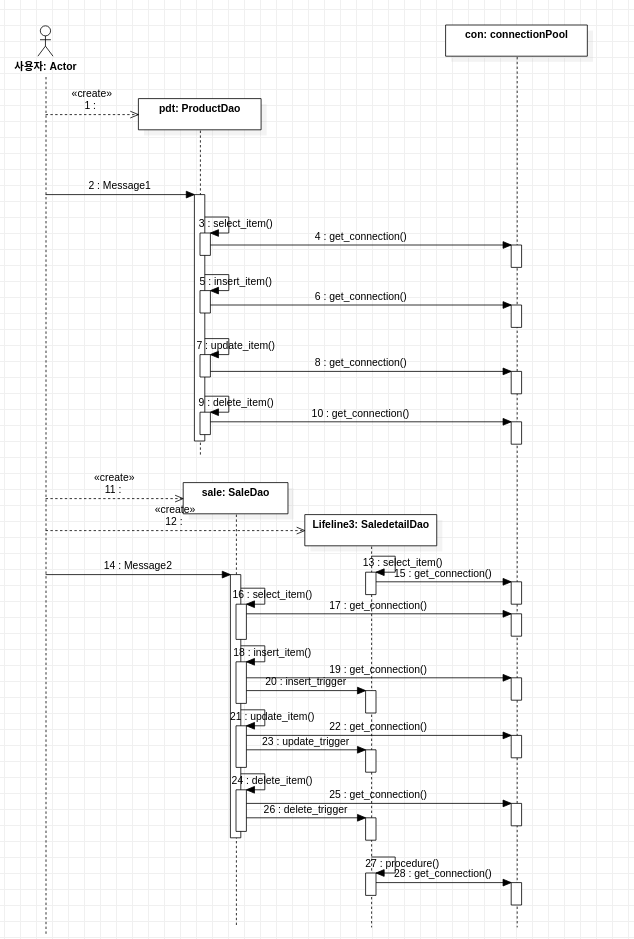 con: connectionPool
사용자: Actor
«create»
1 :
pdt: ProductDao
2 : Message1
3 : select_item()
4 : get_connection()
5 : insert_item()
6 : get_connection()
7 : update_item()
8 : get_connection()
9 : delete_item()
10 : get_connection()
«create»
11 :
sale: SaleDao
«create»
12 :
Lifeline3: SaledetailDao
13 : select_item()
14 : Message2
15 : get_connection()
16 : select_item()
17 : get_connection()
18 : insert_item()
19 : get_connection()
20 : insert_trigger
21 : update_item()
22 : get_connection()
23 : update_trigger
24 : delete_item()
25 : get_connection()
26 : delete_trigger
27 : procedure()
28 : get_connection()